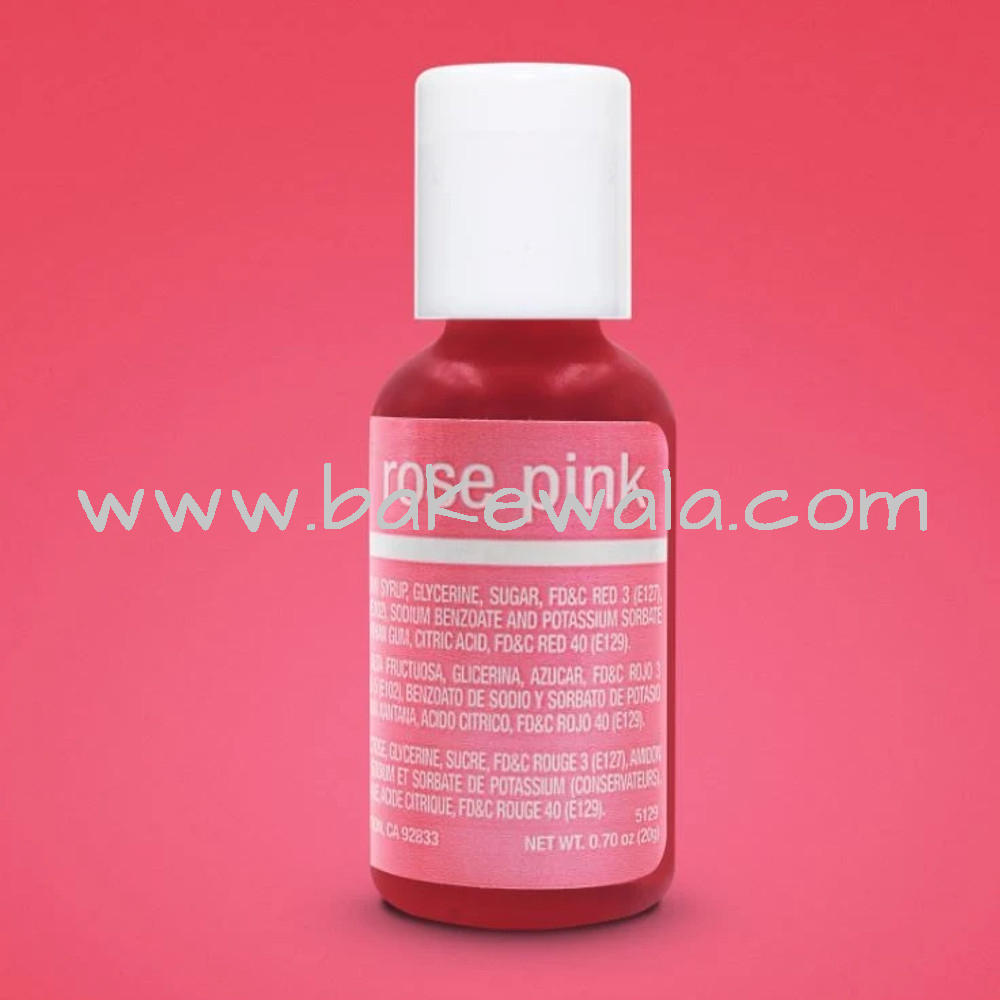 rose pink
www.bakewala.com
SYRUP, GLYCERINE, SUGAR, FD&C RED 3 (E127),
SODIUM BENZOATE AND POTASSIUM SORBATE
GUM, CITRIC ACID, FD&C RED 40 (E129).
FRUCTUOSA, GLICERINA, AZUCAR, FD&C ROJO 3
(E102), BENZOATO DE SODIO Y SORBATO DE POTASIO
XANTANA, ACIDO CITRICO, FD&C ROJO 40 (E129).
GLYCERINE, SUCRE, FD&C ROUGE 3 (E127), AMIDON,
ET SORBATE DE POTASSIUM (CONSERVATEURS),
ACIDE CITRIQUE, FD&C ROUGE 40 (E129).
5129
CA 92833
NET WT. 0.70 oz (20g)